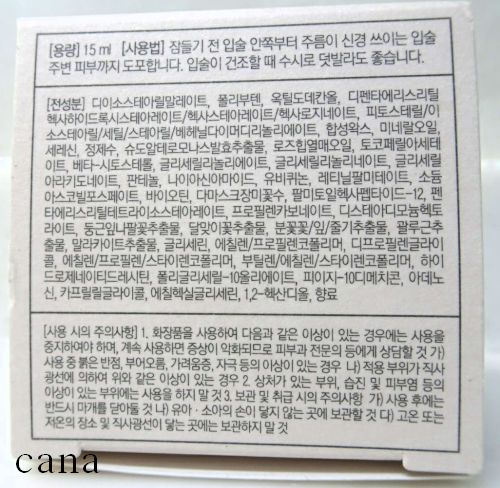 [용량] 15 ml [사용법] 잠들기 전 입술 안쪽부터 주름이 신경 쓰이는 입술
주변 피부까지 도포합니다. 입술이 건조할 때 수시로 덧발라도 좋습니다.
[전성분] 다이소스테아릴말레이트, 폴리부텐, 옥틸도데칸올, 디펜타에리스리틸
헥사하이드록시스테아레이트/헥사스테아레이트/헥사로지네이트, 피토스테릴/이
소스테아릴/세틸/스테아릴/베헤닐다이머디리놀리에이트, 합성왁스, 미네랄오일,
세레신, 정제수, 슈도알테로모나스발효추출물, 로즈힙열매오일, 토코페릴아세테
이트, 베타-시토스테롤, 글리세릴리놀리에이트, 글리세릴리놀리네이트, 글리세릴
아라키도네이트, 판테놀, 나이아신아마이드, 유비퀴논, 레티닐팔미테이트, 소듐
아스코빌포스페이트, 바이오틴, 다마스크장미꽃수, 팔미토일헥사펩타이드-12, 펜
타에리스리틸테트라이소스테아레이트, 프로필렌카보네이트, 디스테아디모늄헥토
라이트, 둥근잎나팔꽃추출물, 달맞이꽃추출물, 분꽃꽃/잎/줄기추출물, 팔루근추
출물, 말라카이트추출물, 글리세린, 에칠렌/프로필렌코폴리머, 디프로필렌글라이
콜, 에칠렌/프로필렌/스타이렌코폴리머, 부틸렌/에칠렌/스타이렌코폴리머, 하이
드로제네이티드레시틴, 폴리글리세릴-10올리에이트, 피이지-10디메치콘, 아데노
신, 카프릴릴글라이콜, 에칠헥실글리세린, 1,2-헥산디올, 향료
[사용 시의 주의사항] 1. 화장품을 사용하여 다음과 같은 이상이 있는 경우에는 사용을
중지하여야 하며, 계속 사용하면 증상이 악화되므로 피부과 전문의 등에게 상담할 것 가)
사용 중 붉은 반점, 부어오름, 가려움증, 자극 등의 이상이 있는 경우 나) 적용 부위가 직사
광선에 의하여 위와 같은 이상이 있는 경우 2. 상처가 있는 부위, 습진 및 피부염 등의
이상이 있는 부위에는 사용을 하지 말 것 3. 보관 및 취급 시의 주의사항 가) 사용 후에는
반드시 마개를 닫아둘 것 나) 유아·소아의 손이 닿지 않는 곳에 보관할 것 다) 고온 또는
저온의 장소 및 직사광선이 닿는 곳에는 보관하지 말 것
cana